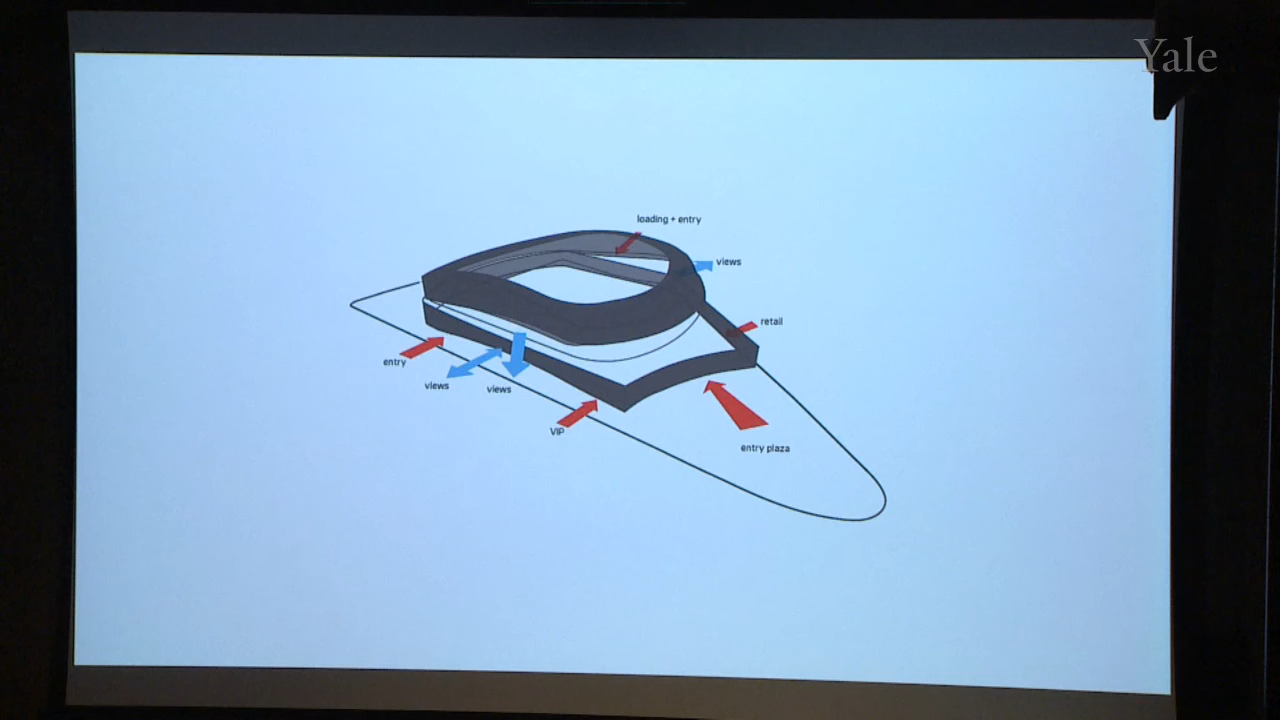 Yale
loading + entry
views
retail
entry
views
views
VIP
entry plaza